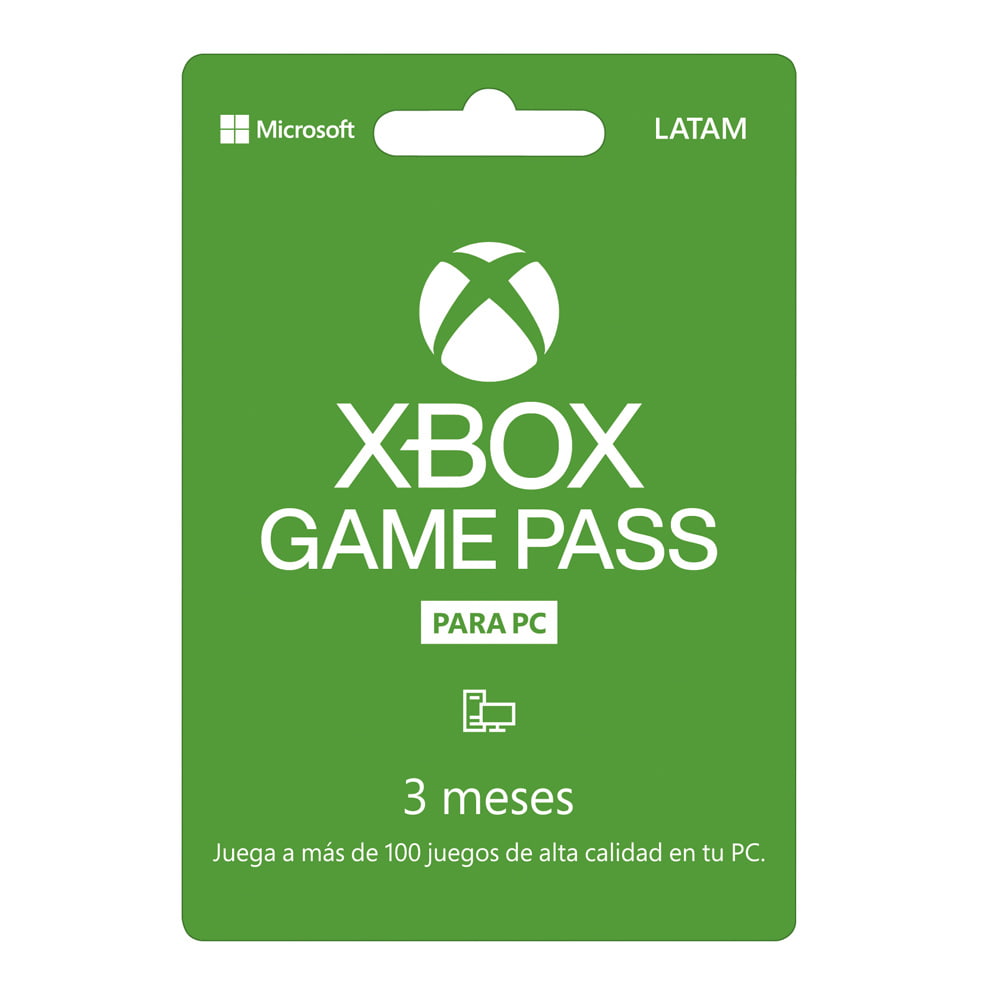 Microsoft
LATAM
XBOX
GAME PASS
PARA PC
3 meses
Juega a más de 100 juegos de alta calidad en tu PC.